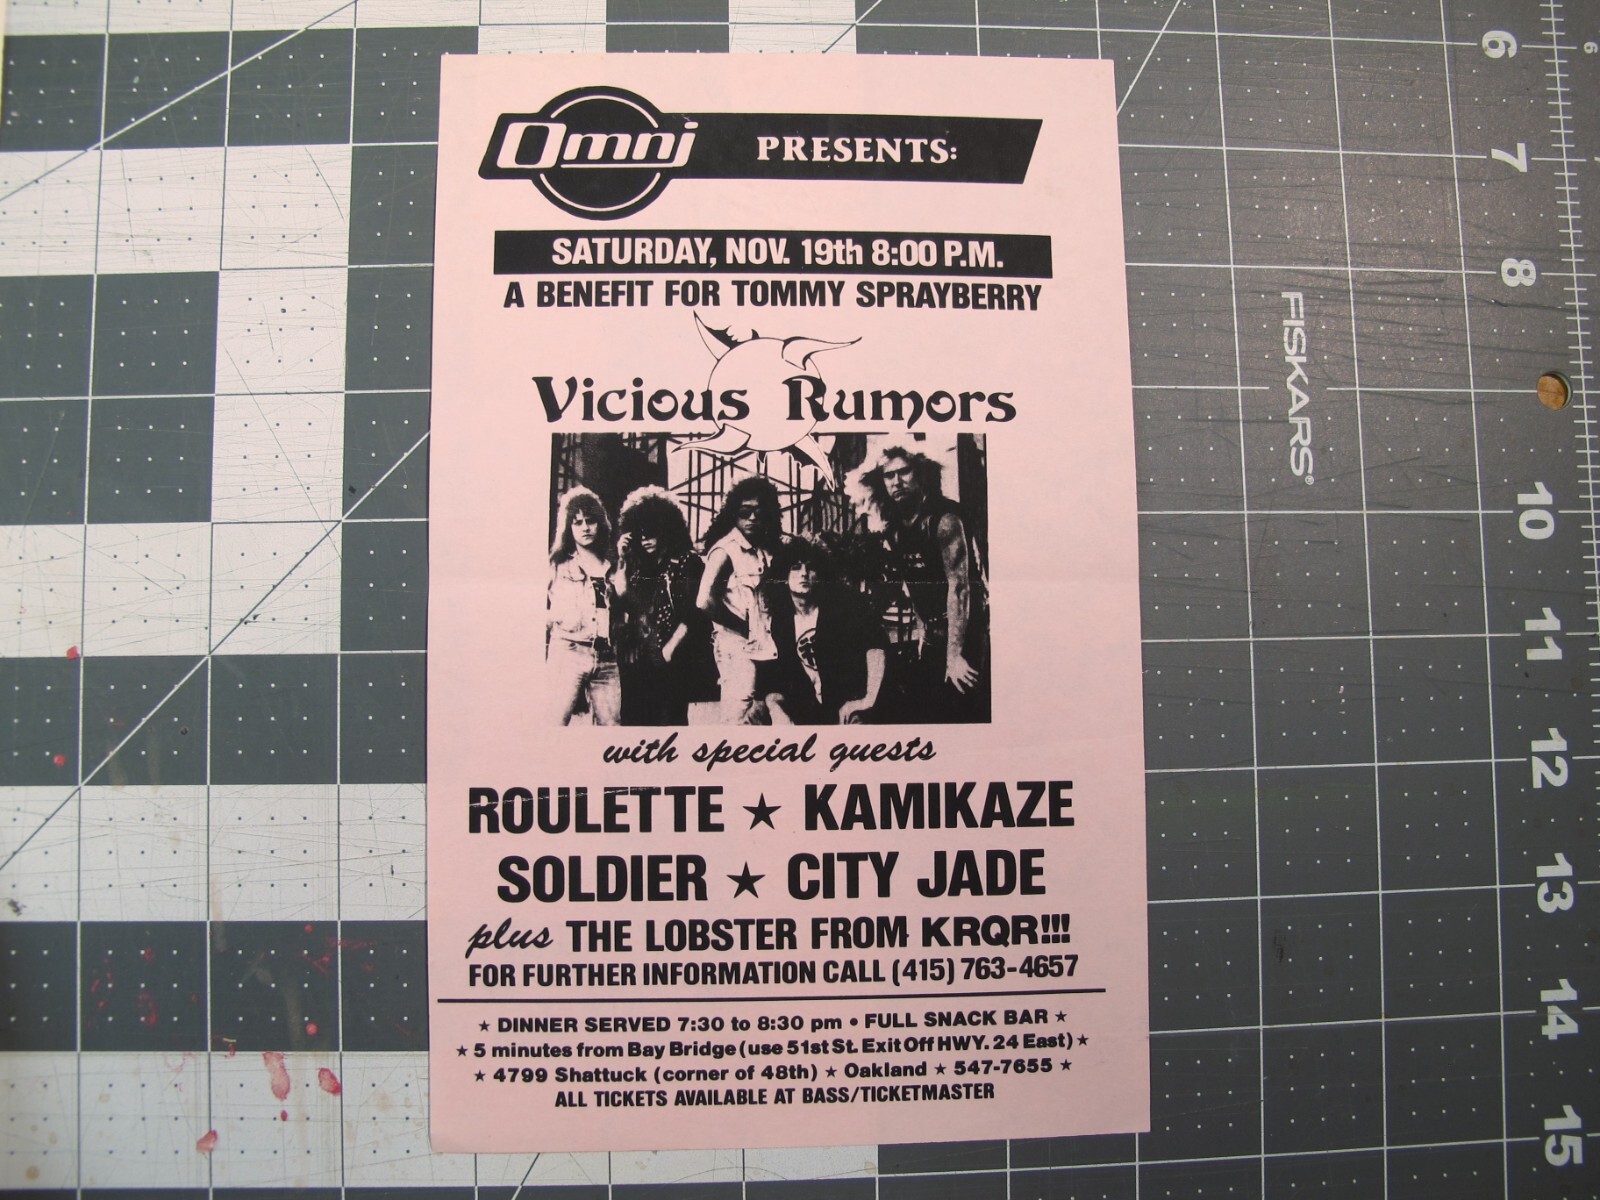 Omni PRESENTS:
SATURDAY, NOV. 19th 8:00 P.M.
A BENEFIT FOR TOMMY SPRAYBERRY
Vicious Rumors
with special guests
ROULETTE ★ KAMIKAZE
SOLDIER ★ CITY JADE
plus THE LOBSTER FROM KRQR!!!
FOR FURTHER INFORMATION CALL (415) 763-4657
★ DINNER SERVED 7:30 to 8:30 pm • FULL SNACK BAR ★
★ 5 minutes from Bay Bridge (use 51st St. Exit Off HWY. 24 East) ★
★ 4799 Shattuck (corner of 48th) ★ Oakland ★ 547-7655 ★
ALL TICKETS AVAILABLE AT BASS/TICKETMASTER
FISKARS®
6
6
7
8
10
11
12
13
14
15